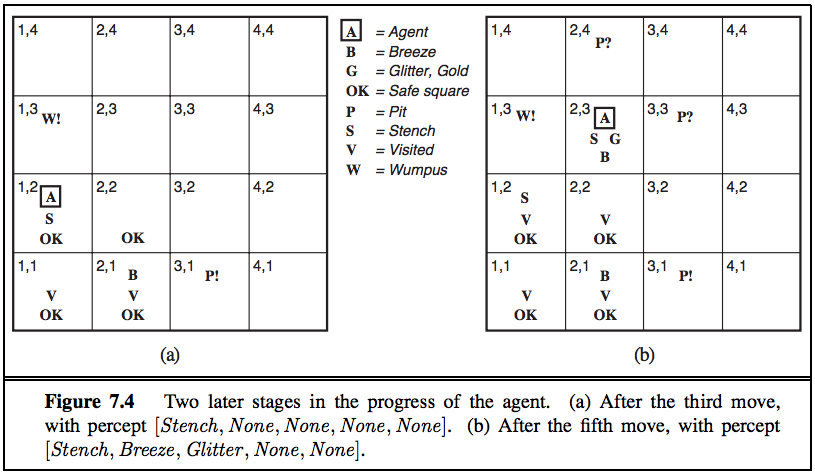 1,4 2,4 3,4 4,4
1,3 W! 2,3 3,3 4,3
1,2 A 2,2 3,2 4,2
S
OK OK
1,1 2,1 B 3,1 P! 4,1
V V
OK OK
(a)
A = Agent
B = Breeze
G = Glitter, Gold
OK = Safe square
P = Pit
S = Stench
V = Visited
W = Wumpus
1,4 2,4 P? 3,4 4,4
1,3 W! 2,3 A 3,3 P? 4,3
S G
B
1,2 S 2,2 3,2 4,2
V V
OK OK
1,1 2,1 B 3,1 P! 4,1
V V
OK OK
(b)
Figure 7.4 Two later stages in the progress of the agent. (a) After the third move,
with percept [Stench, None, None, None, None]. (b) After the fifth move, with percept
[Stench, Breeze, Glitter, None, None].